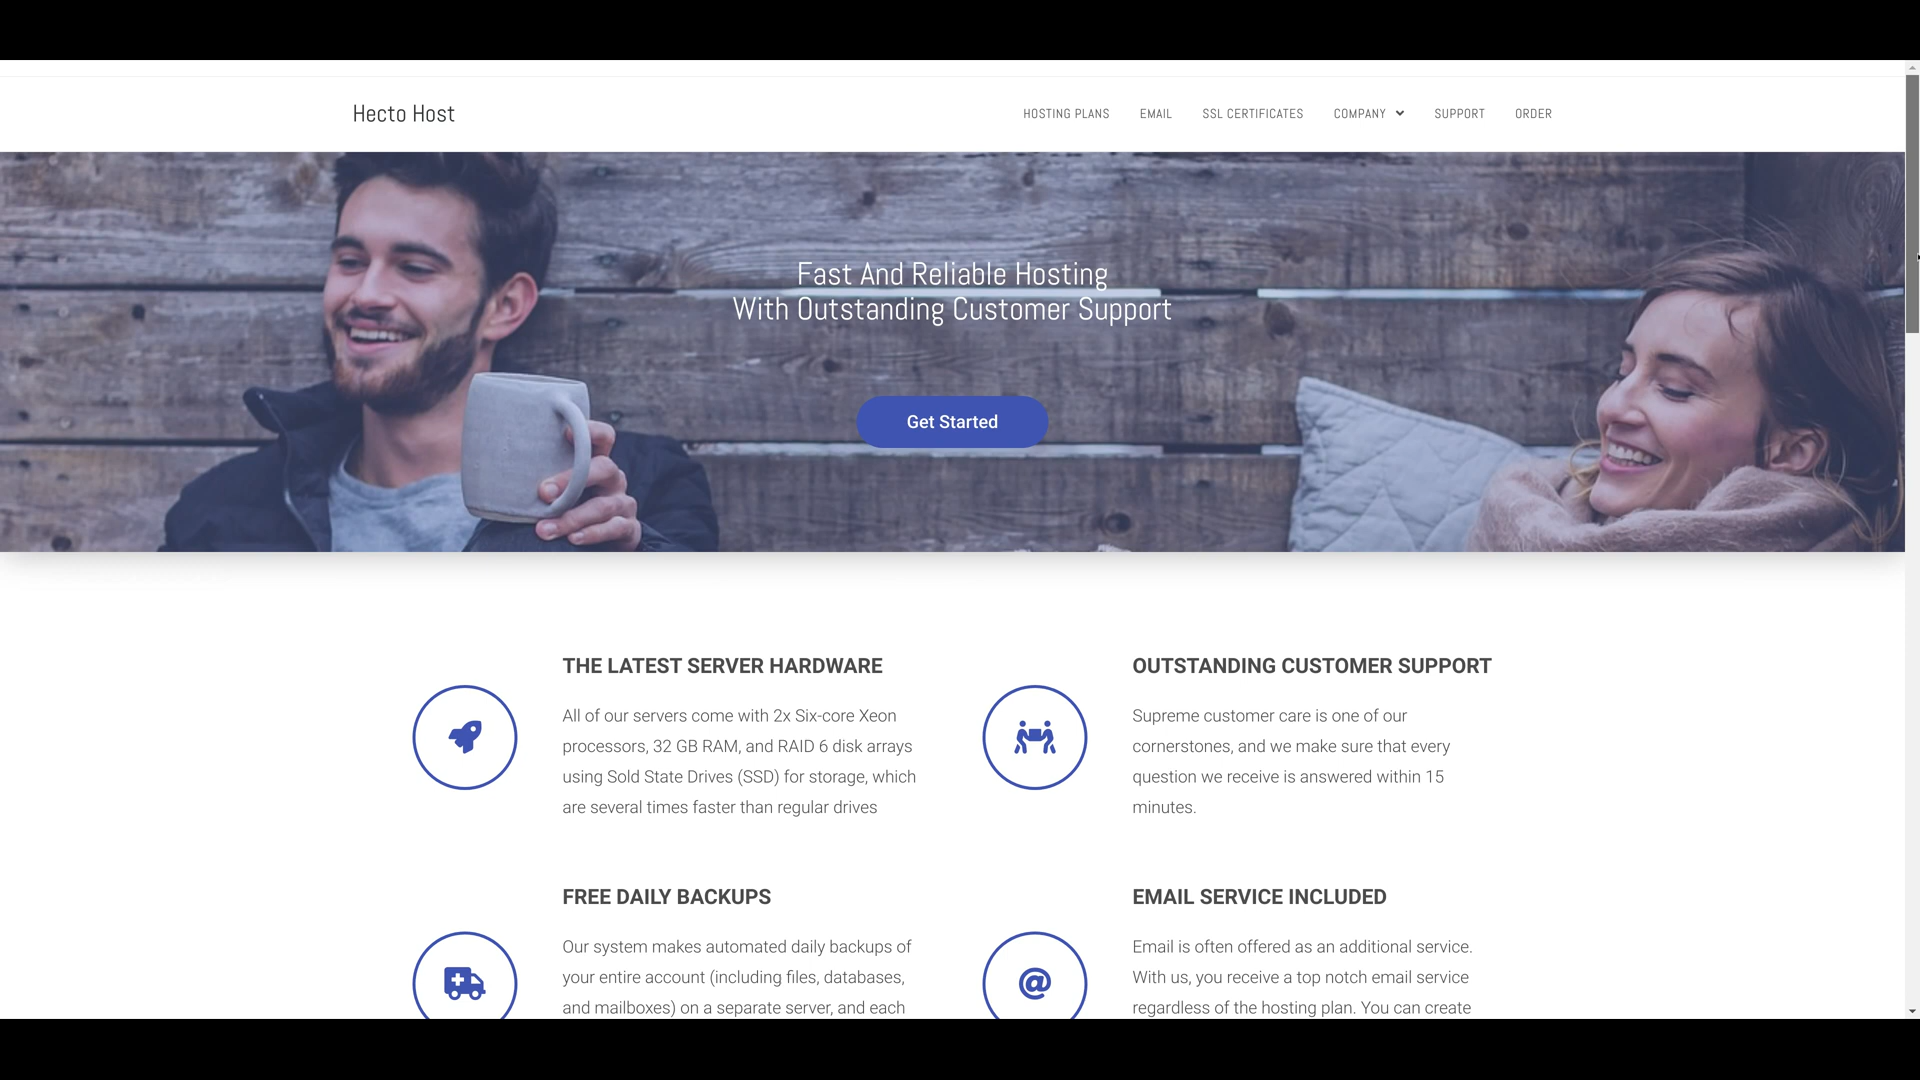 Hecto Host
HOSTING PLANS
EMAIL
SSL CERTIFICATES
COMPANY
SUPPORT
ORDER
Fast And Reliable Hosting
With Outstanding Customer Support
Get Started
THE LATEST SERVER HARDWARE
All of our servers come with 2x Six-core Xeon
processors, 32 GB RAM, and RAID 6 disk arrays
using Sold State Drives (SSD) for storage, which
are several times faster than regular drives
OUTSTANDING CUSTOMER SUPPORT
Supreme customer care is one of our
cornerstones, and we make sure that every
question we receive is answered within 15
minutes.
FREE DAILY BACKUPS
Our system makes automated daily backups of
your entire account (including files, databases,
and mailboxes) on a separate server, and each
EMAIL SERVICE INCLUDED
Email is often offered as an additional service.
With us, you receive a top notch email service
regardless of the hosting plan. You can create